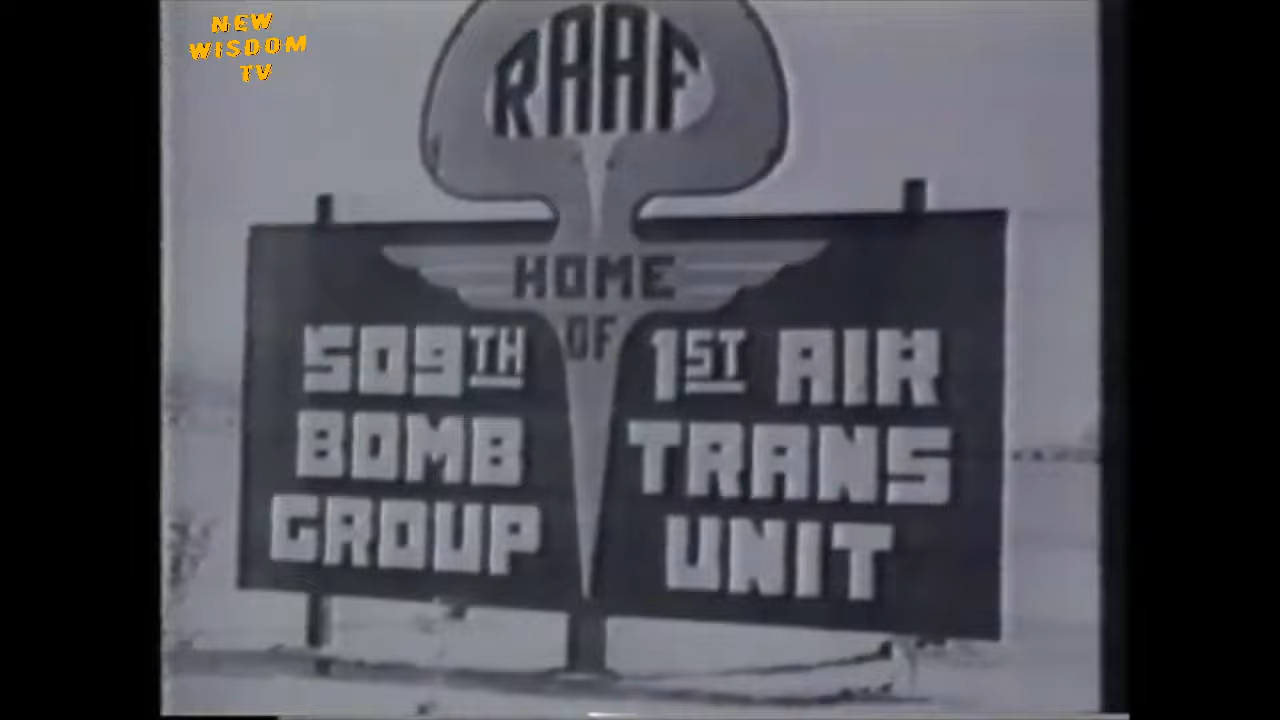 NEW
WISDOM
TV
RAAF
HOME
OF
509TH
BOMB
GROUP
1ST AIR
TRANS
UNIT